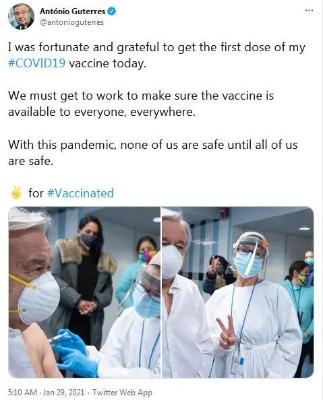 António Guterres
@antonioguterres
I was fortunate and grateful to get the first dose of my
#COVID19 vaccine today.
We must get to work to make sure the vaccine is
available to everyone, everywhere.
With this pandemic, none of us are safe until all of us
are safe.
✌️ for #Vaccinated
5:10 AM · Jan 29, 2021 · Twitter Web App